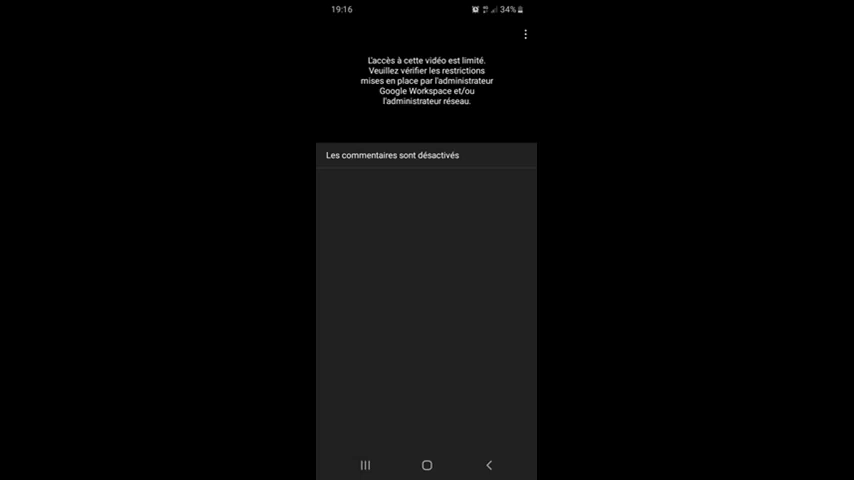 19:16
34%
L'accès à cette vidéo est limité.
Veuillez vérifier les restrictions
mises en place par l'administrateur
Google Workspace et/ou
l'administrateur réseau.
Les commentaires sont désactivés